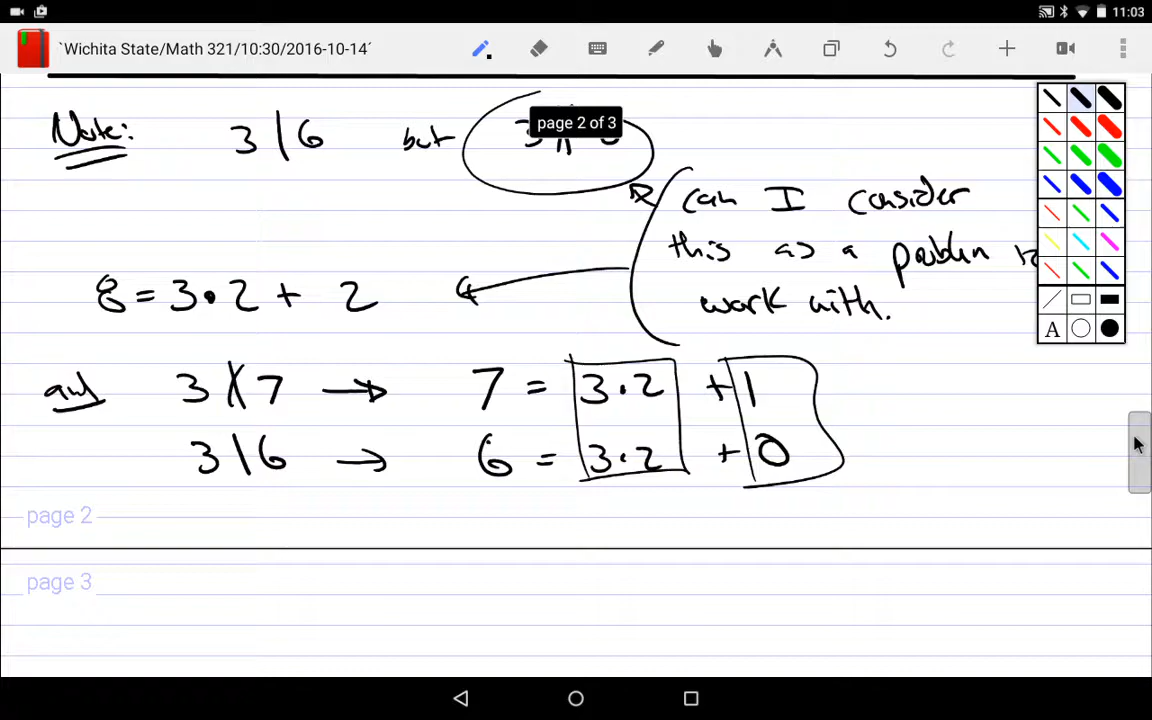 11:03
`Wichita State/Math 321/10:30/2016-10-14´
page 2 of 3
Note: 3 | 6 but
can I consider
this as a problem
work with.
8 = 3 • 2 + 2
and 3 ∤ 7 → 7 = 3 · 2 + 1
3 | 6 → 6 = 3 · 2 + 0
A
page 2
page 3